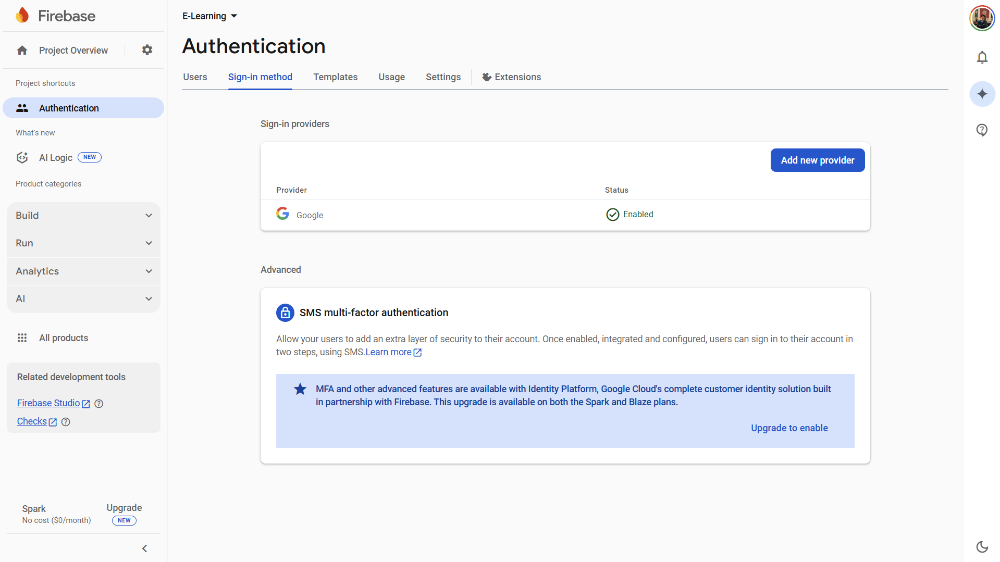 Firebase
Project Overview
Project shortcuts
Authentication
What's new
AI Logic NEW
Product categories
Build
Run
Analytics
AI
All products
Related development tools
Firebase Studio
Checks
Spark
No cost ($0/month)
Upgrade
NEW
E-Learning
Authentication
Users Sign-in method Templates Usage Settings Extensions
Sign-in providers
Add new provider
Provider Status
Google Enabled
Advanced
SMS multi-factor authentication
Allow your users to add an extra layer of security to their account. Once enabled, integrated and configured, users can sign in to their account in
two steps, using SMS.Learn more
MFA and other advanced features are available with Identity Platform, Google Cloud's complete customer identity solution built
in partnership with Firebase. This upgrade is available on both the Spark and Blaze plans.
Upgrade to enable